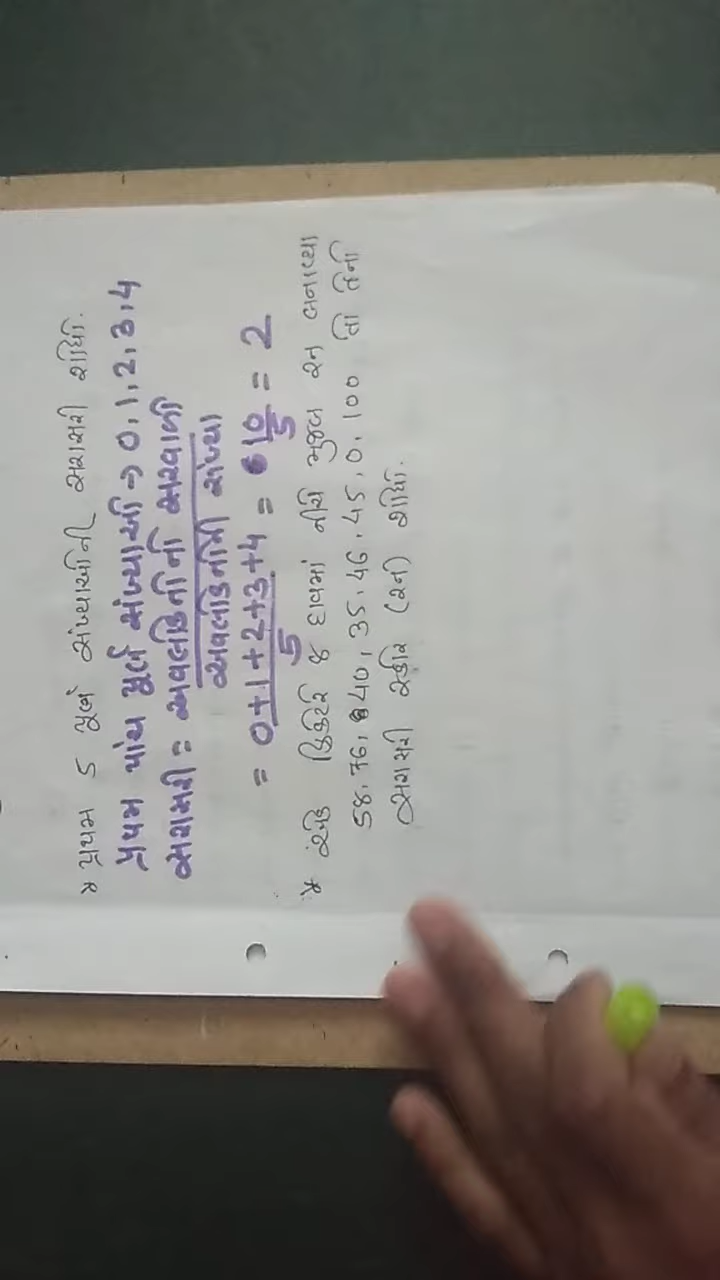 * પ્રથમ 5 પૂર્ણ સંખ્યાઓની સરાસરી શોધો.
પ્રથમ પાંચ પૂર્ણ સંખ્યાઓ → 0, 1, 2, 3, 4
સરાસરી = અવલોકનોનો સરવાળો
અવલોકનોની સંખ્યા
= 0+1+2+3+4 = 10 = 2
5 5
* એક ક્રિકેટરે 8 દાવમાં નીચે મુજબ રન બનાવ્યા
58, 76, 40, 35, 46, 45, 0, 100 તો તેનો
સરાસરી સ્કોર (રન) શોધો.